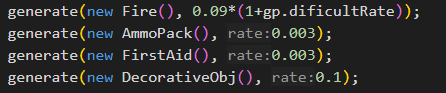 generate(new Fire(), 0.09*(1+gp.dificultRate));
generate(new AmmoPack(), rate:0.003);
generate(new FirstAid(), rate:0.003);
generate(new DecorativeObj(), rate:0.1);